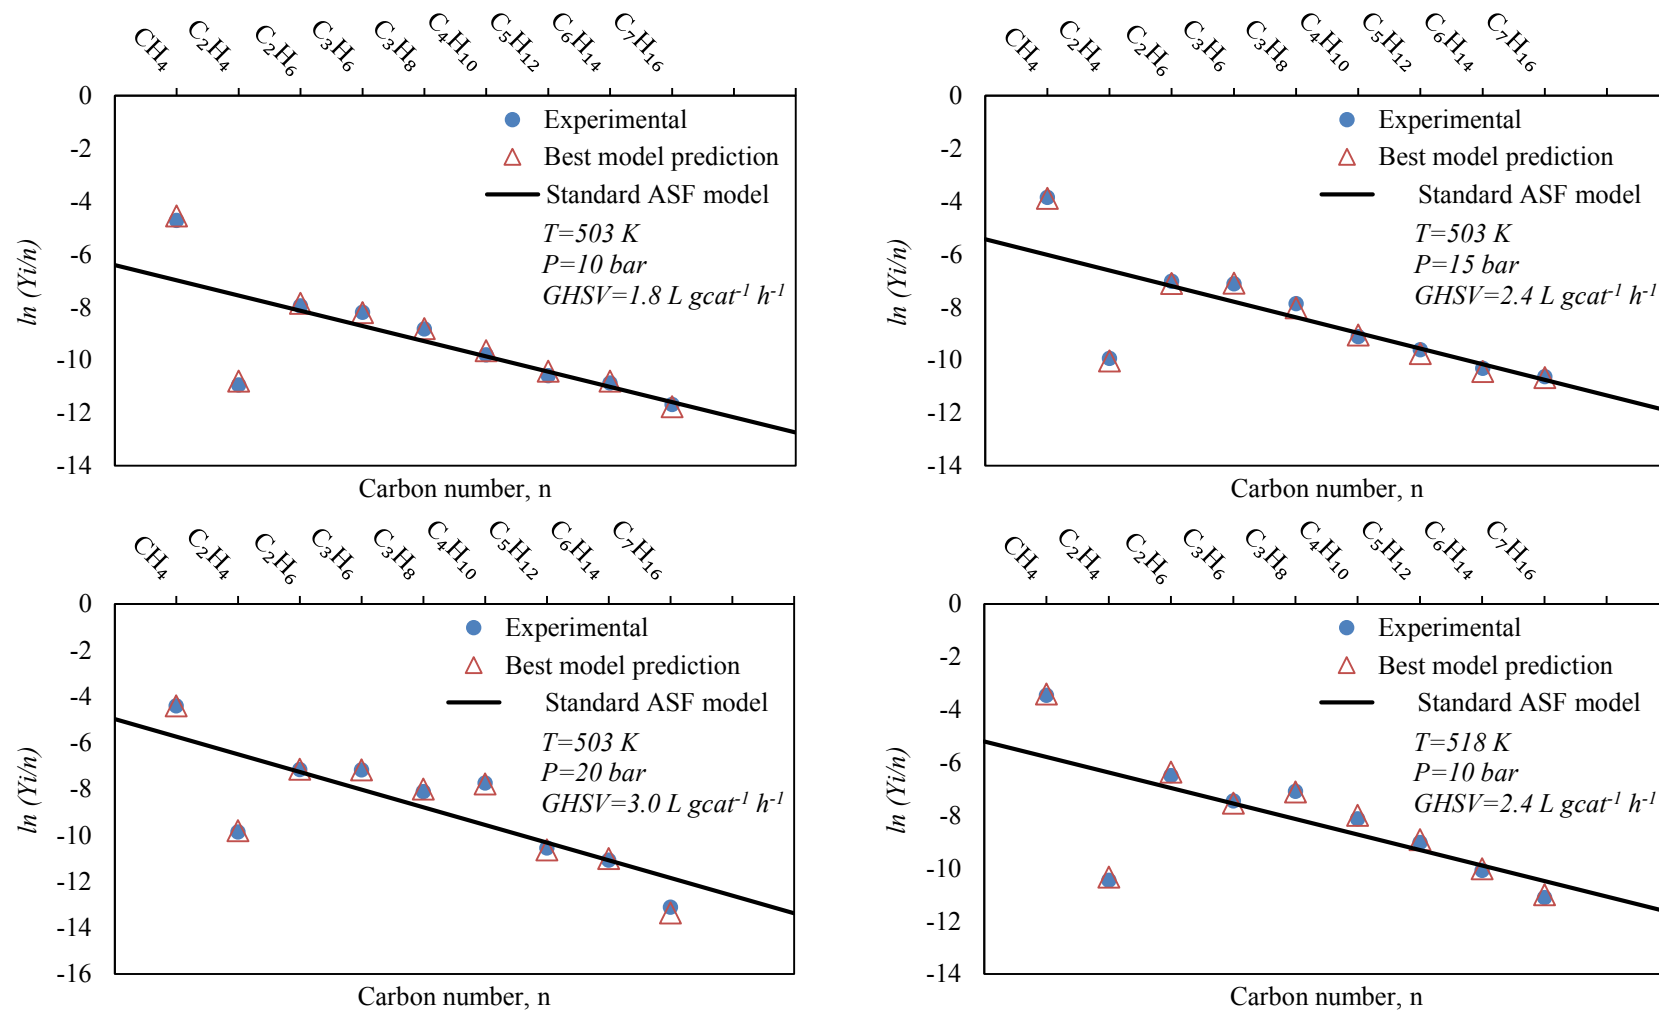 CH₄ C₂H₄ C₂H₆ C₃H₆ C₃H₈ C₄H₁₀ C₅H₁₂ C₆H₁₄ C₇H₁₆
0
-2
-4
-6
-8
-10
-12
-14
ln (Yi/n)
Experimental
Best model prediction
Standard ASF model
T=503 K
P=10 bar
GHSV=1.8 L gcat⁻¹ h⁻¹
Carbon number, n
CH₄ C₂H₄ C₂H₆ C₃H₆ C₃H₈ C₄H₁₀ C₅H₁₂ C₆H₁₄ C₇H₁₆
0
-2
-4
-6
-8
-10
-12
-14
ln (Yi/n)
Experimental
Best model prediction
Standard ASF model
T=503 K
P=15 bar
GHSV=2.4 L gcat⁻¹ h⁻¹
Carbon number, n
CH₄ C₂H₄ C₂H₆ C₃H₆ C₃H₈ C₄H₁₀ C₅H₁₂ C₆H₁₄ C₇H₁₆
0
-2
-4
-6
-8
-10
-12
-14
-16
ln (Yi/n)
Experimental
Best model prediction
Standard ASF model
T=503 K
P=20 bar
GHSV=3.0 L gcat⁻¹ h⁻¹
Carbon number, n
CH₄ C₂H₄ C₂H₆ C₃H₆ C₃H₈ C₄H₁₀ C₅H₁₂ C₆H₁₄ C₇H₁₆
0
-2
-4
-6
-8
-10
-12
-14
ln (Yi/n)
Experimental
Best model prediction
Standard ASF model
T=518 K
P=10 bar
GHSV=2.4 L gcat⁻¹ h⁻¹
Carbon number, n